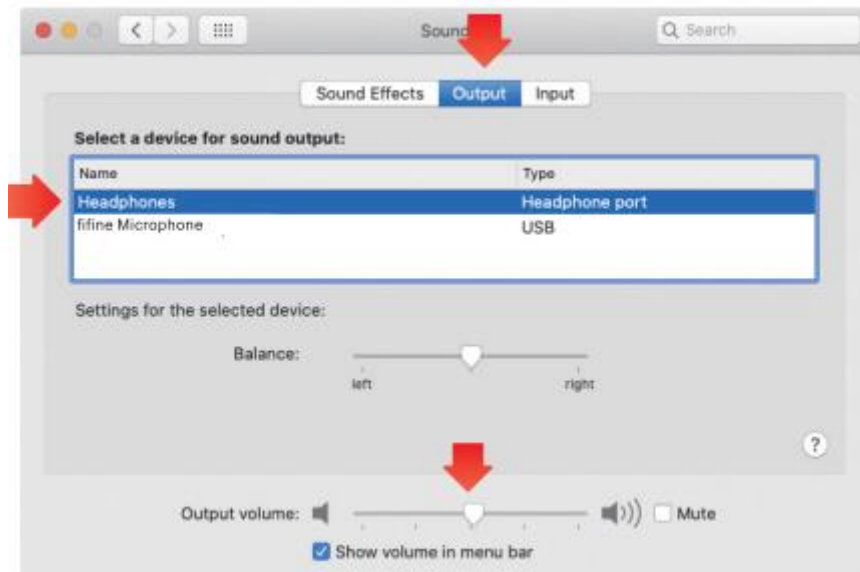 Sound
Search
Sound Effects Output Input
Select a device for sound output:
Name Type
Headphones Headphone port
fifine Microphone USB
Settings for the selected device:
Balance:
left right
?
Output volume: Mute
Show volume in menu bar